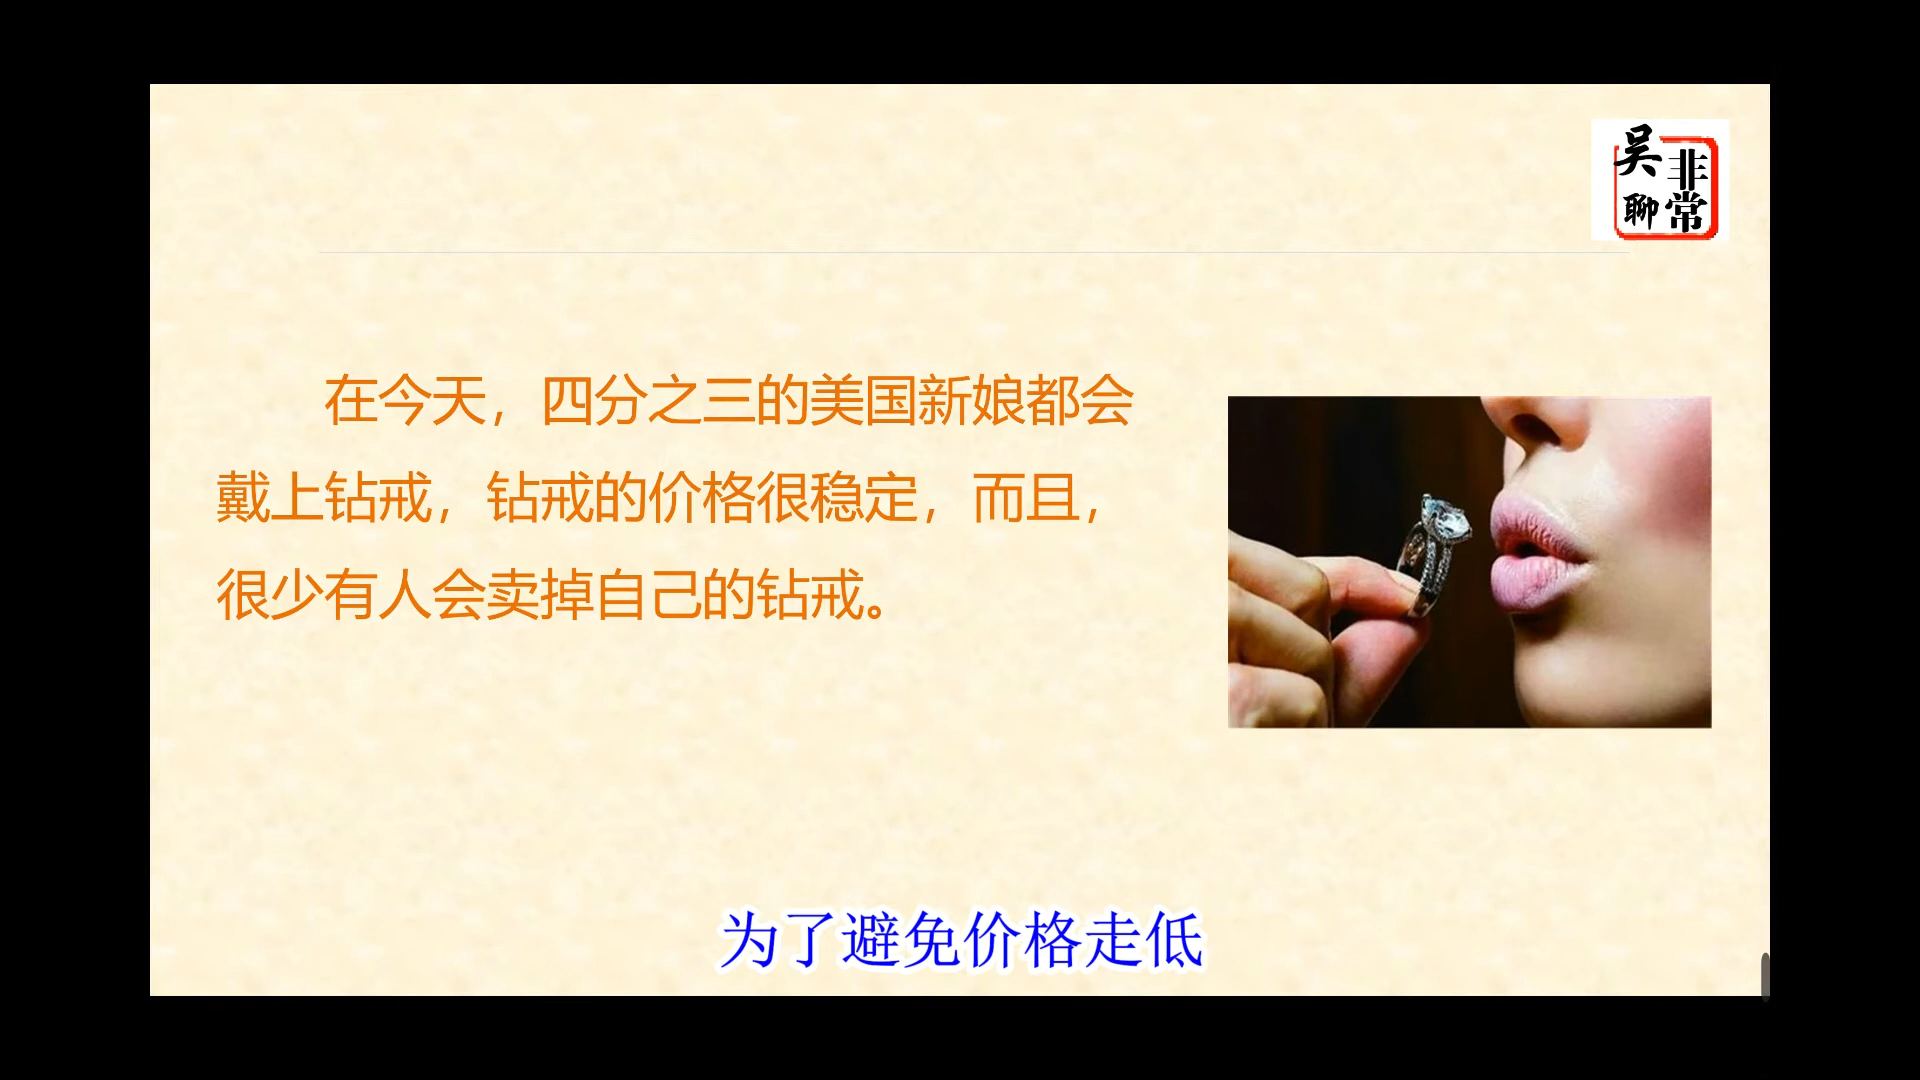 吴
非常
聊
在今天，四分之三的美国新娘都会
戴上钻戒，钻戒的价格很稳定，而且，
很少有人会卖掉自己的钻戒。
为了避免价格走低